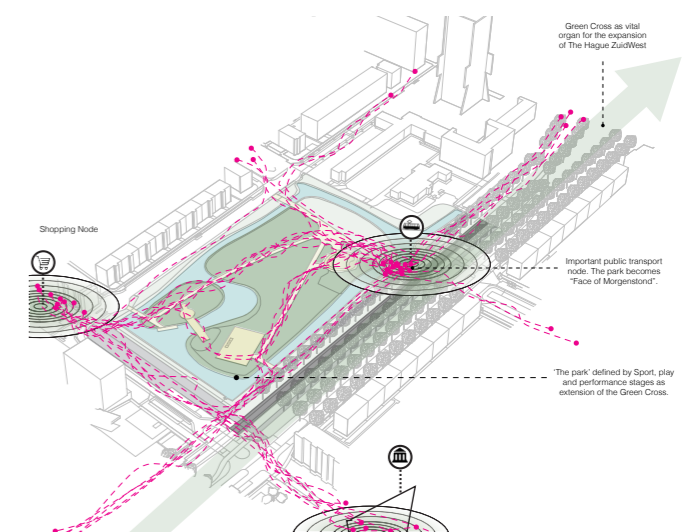 Green Cross as vital
organ for the expansion
of The Hague ZuidWest
Shopping Node
Important public transport
node. The park becomes
“Face of Morgenstond”.
'The park' defined by Sport, play
and performance stages as
extension of the Green Cross.